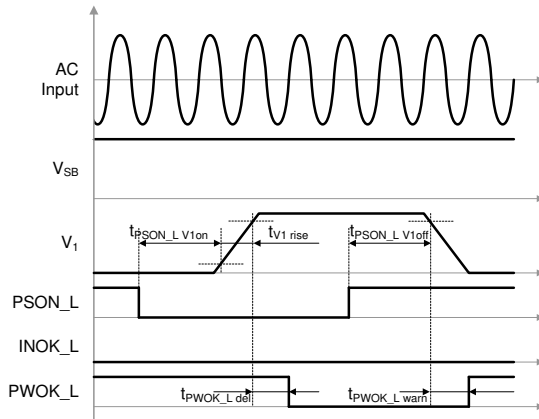 AC
Input
VSB
V1
tPSON_L V1on
tV1 rise
tPSON_L V1off
PSON_L
INOK_L
PWOK_L
tPWOK_L del
tPWOK_L warn